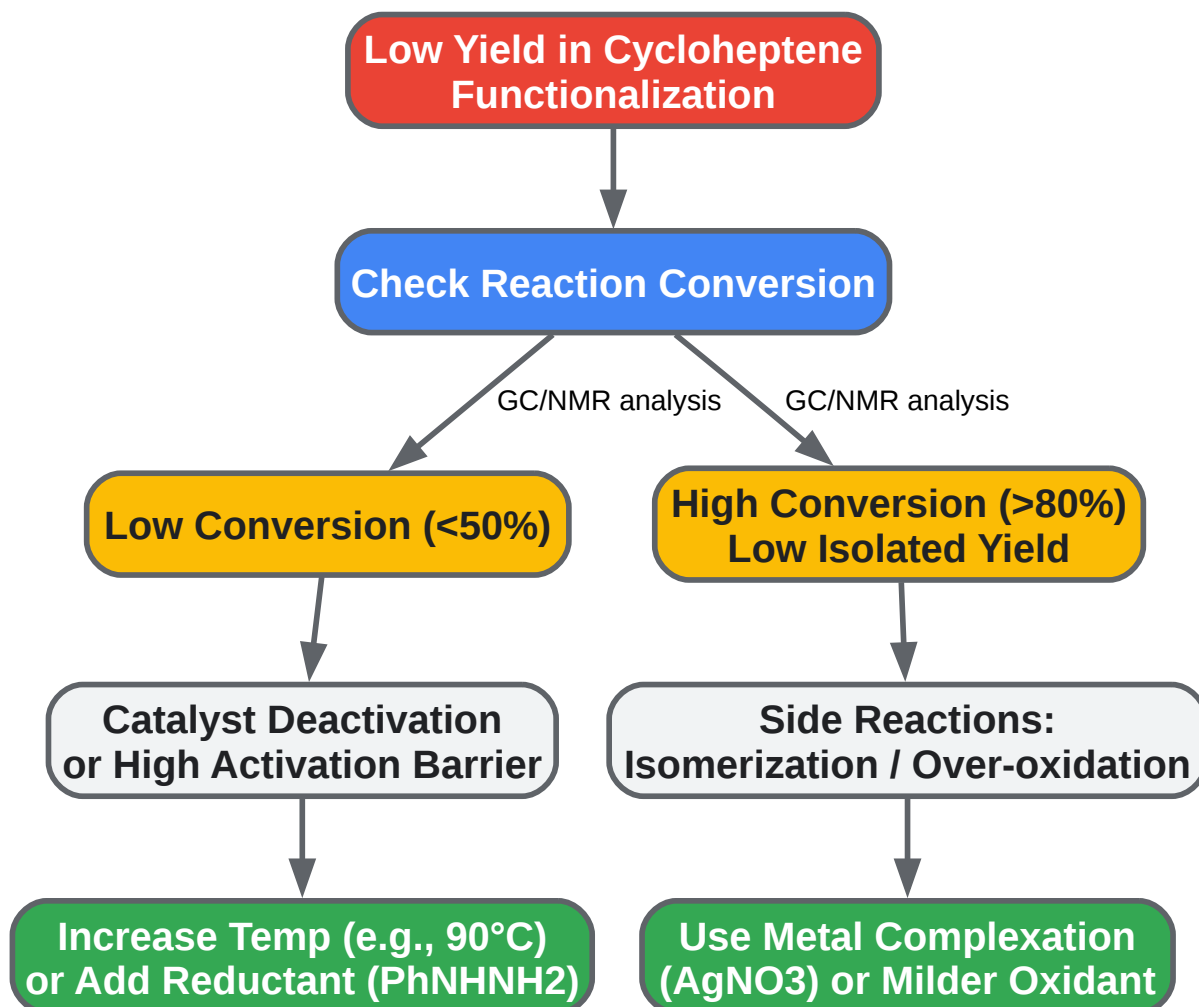 Low Yield in Cycloheptene
Functionalization
Check Reaction Conversion
GC/NMR analysis
GC/NMR analysis
Low Conversion (<50%)
High Conversion (>80%)
Low Isolated Yield
Catalyst Deactivation
or High Activation Barrier
Side Reactions:
Isomerization / Over-oxidation
Increase Temp (e.g., 90°C)
or Add Reductant (PhNHNH2)
Use Metal Complexation
(AgNO3) or Milder Oxidant